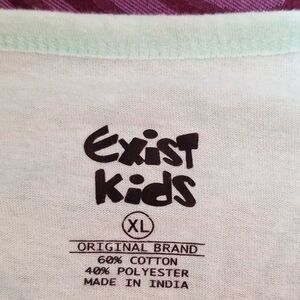 Exist
Kids
XL
ORIGINAL BRAND
60% COTTON
40% POLYESTER
MADE IN INDIA